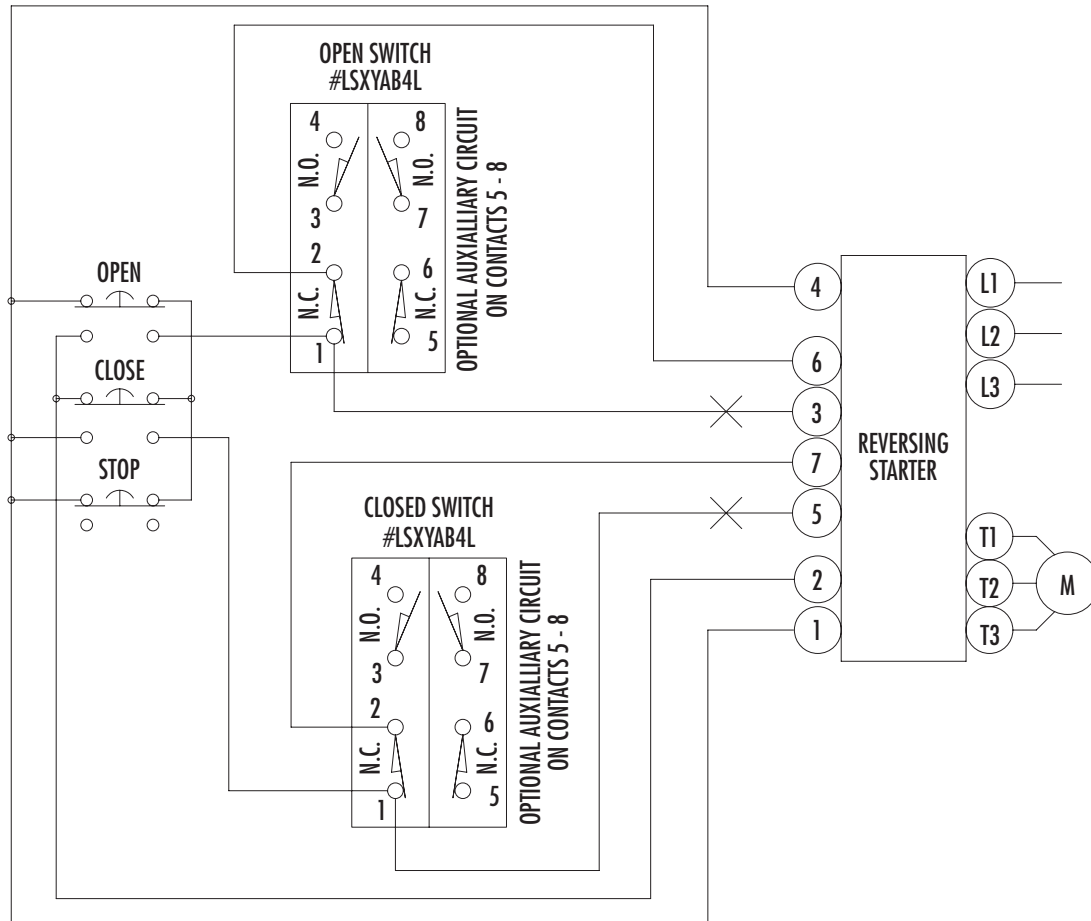 OPEN SWITCH
#LSXYAB4L
4
8
N.O.
N.O.
3
7
2
6
N.C.
N.C.
1
5
OPTIONAL AUXIALLIARY CIRCUIT
ON CONTACTS 5 - 8
OPEN
CLOSE
STOP
CLOSED SWITCH
#LSXYAB4L
4
8
N.O.
N.O.
3
7
2
6
N.C.
N.C.
1
5
OPTIONAL AUXIALLIARY CIRCUIT
ON CONTACTS 5 - 8
4
6
3
7
5
2
1
REVERSING
STARTER
L1
L2
L3
T1
T2
T3
M